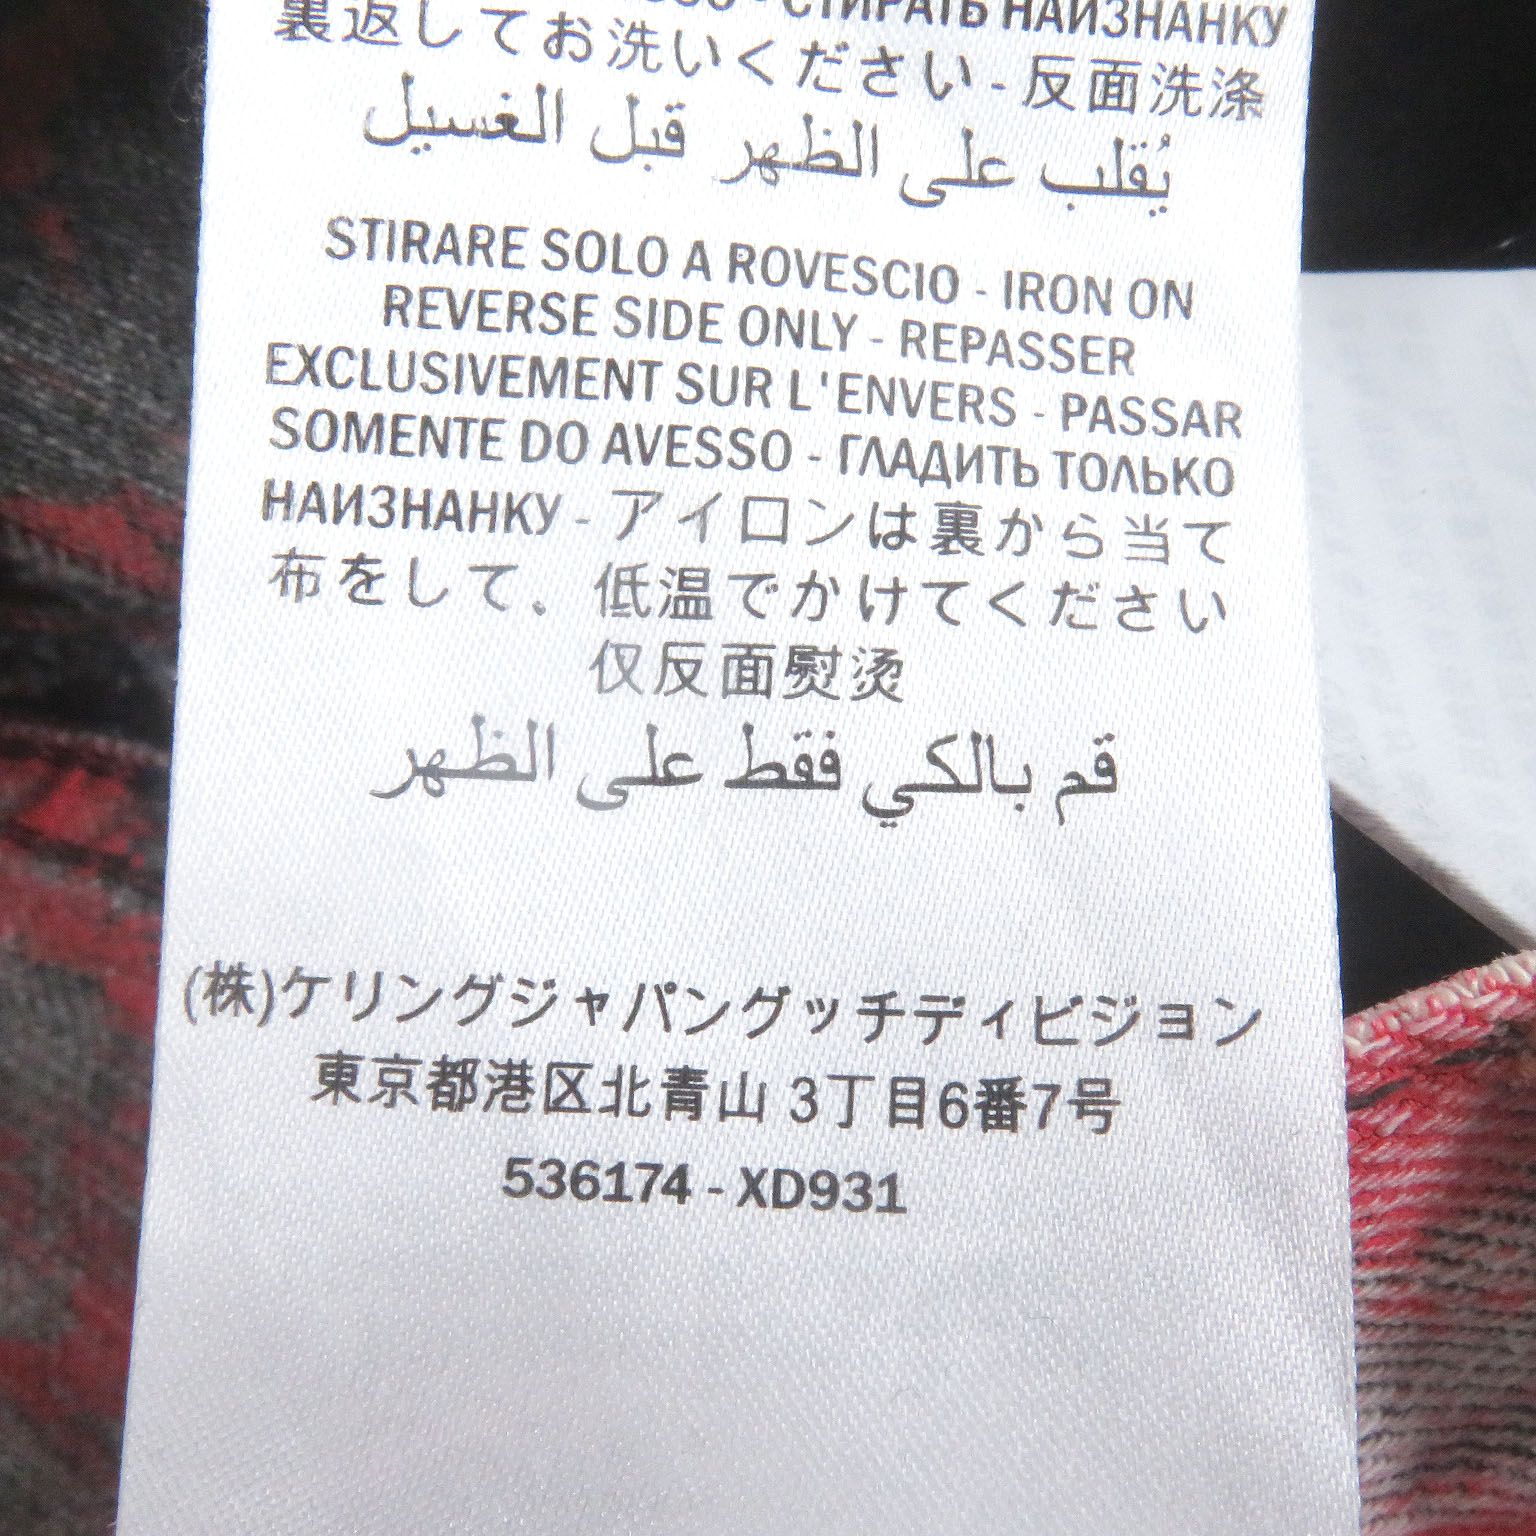 - СТИРАТЬ НАИЗНАНКУ
裏返してお洗いください - 反面洗涤
يُقلب على الظهر قبل الغسيل
STIRARE SOLO A ROVESCIO - IRON ON
REVERSE SIDE ONLY - REPASSER
EXCLUSIVEMENT SUR L'ENVERS - PASSAR
SOMENTE DO AVESSO - ГЛАДИТЬ ТОЛЬКО
НАИЗНАНКУ - アイロンは裏から当て
布をして、低温でかけてください
仅反面熨烫
قم بالكي فقط على الظهر
(株)ケリングジャパングッチディビジョン
東京都港区北青山 3丁目6番7号
536174 - XD931